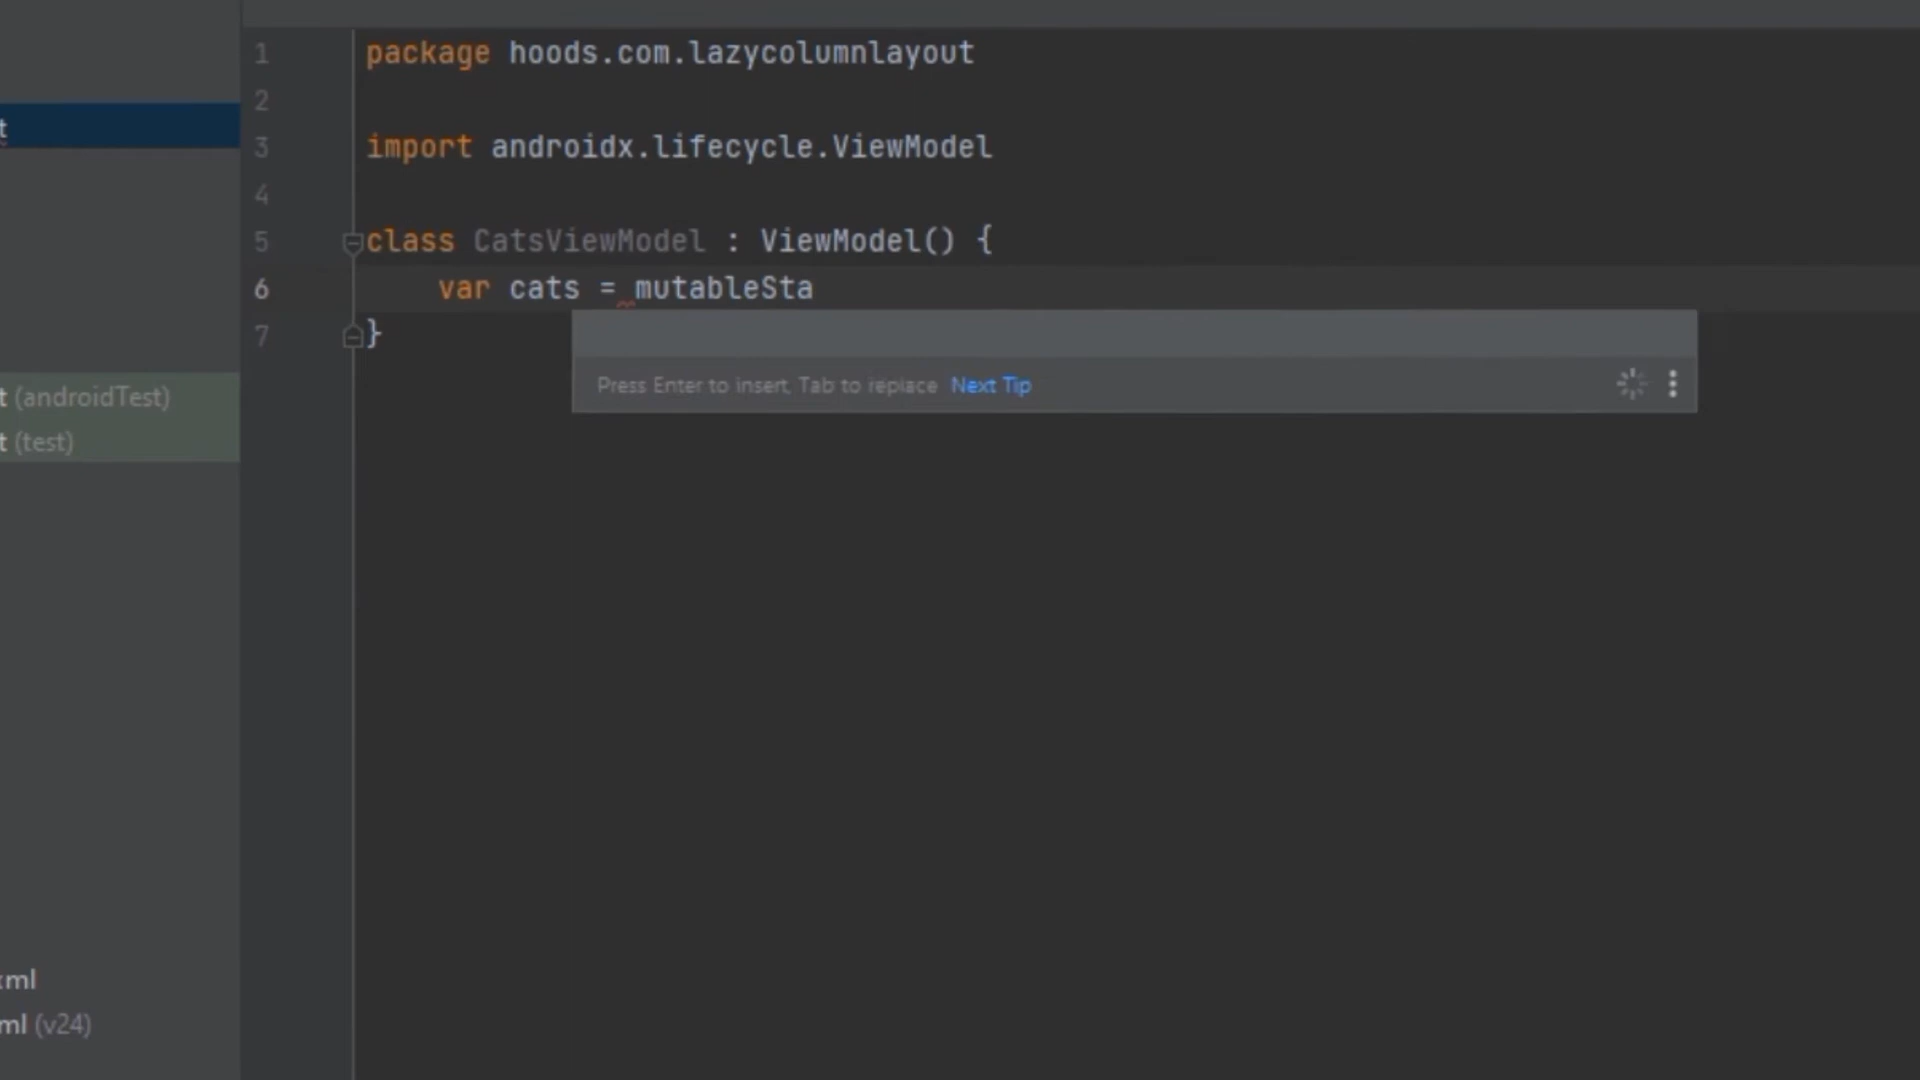 1 package hoods.com.lazycolumnlayout
2
3 import androidx.lifecycle.ViewModel
4
5 class CatsViewModel : ViewModel() {
6 var cats = mutableSta
7 }
Press Enter to insert, Tab to replace Next Tip
t
t (androidTest)
t (test)
xml
ml (v24)